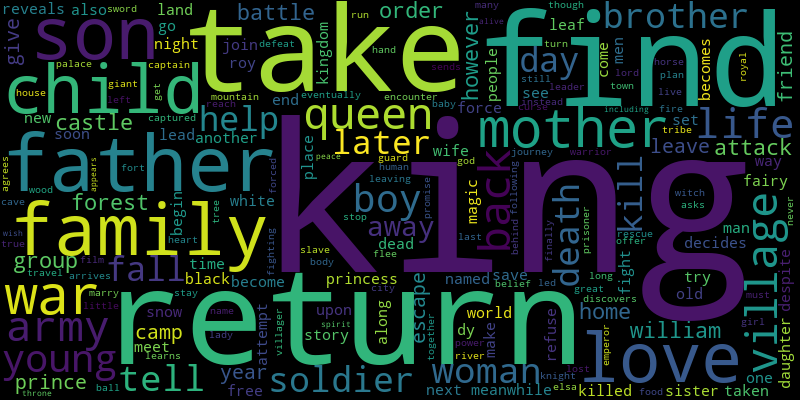 reveals also sword land
son take find brother
battle order
give night go join roy kingdom run defeat hand though leaf many alive
palace captain
child house giant left get mountain reach
queen day however people men come see becomes royal friend
still turn lord horse plan
sends leader town live
new castle soon captured another lead end eventually encounter baby force instead curse including set fire
help mother life
father later wife place peace tribe leave attack
agrees appears fort forced guard human god journey warrior way
king
wood forest white leaving promise magic back behind following death kill witch asks fairy
cave tree begin boy away stop
family heart last finally prisoner rescue offer decides man never
wish true film group fall time slave body dead flee
travel arrives black become princess city named save belief led long fight great discovers try old despite
war marry stay
little snow name upon along escape world home village
return
army camp villager attempt spirit story together dy power make refuse william must girl
young meet learns lady river emperor
prince ball tell year free soldier woman knight elsa lost love one daughter
throne next meanwhile killed food sister taken